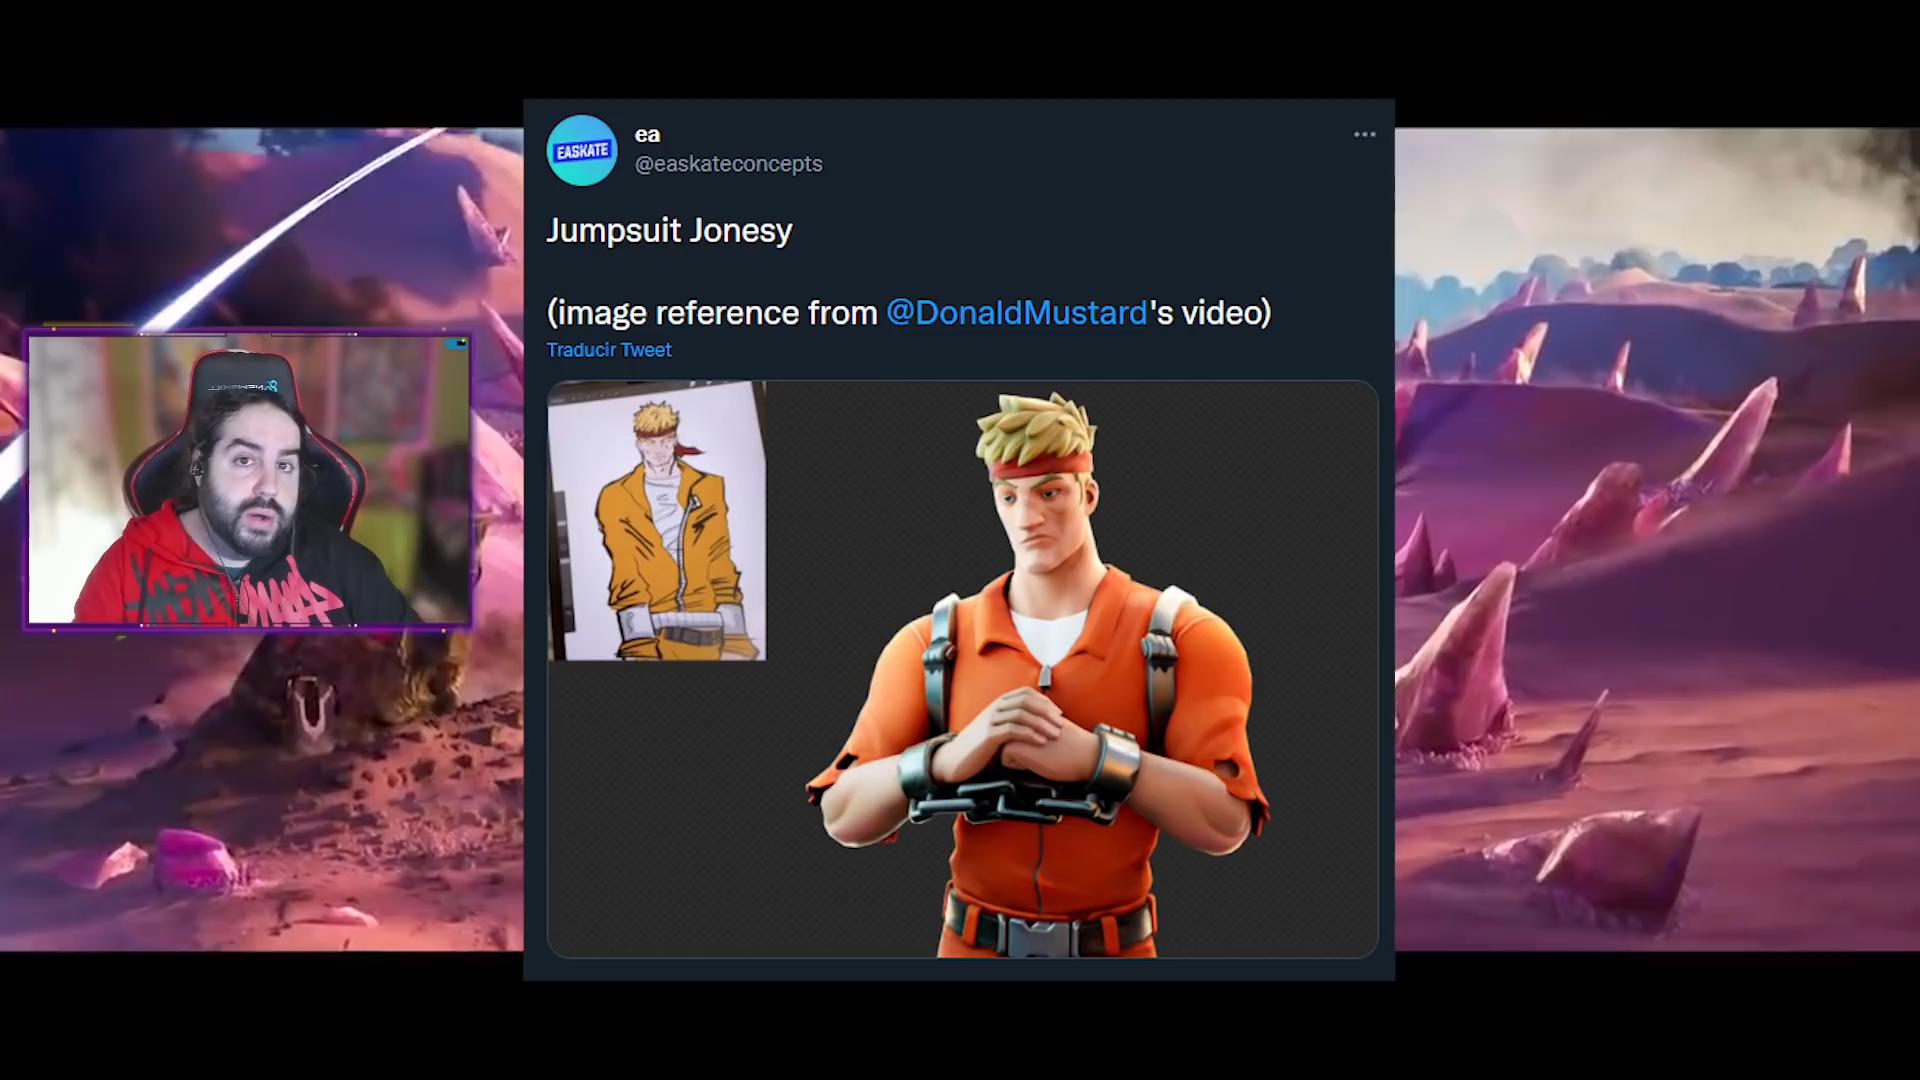 EASKATE
ea
@easkateconcepts
Jumpsuit Jonesy
(image reference from @DonaldMustard's video)
Traducir Tweet